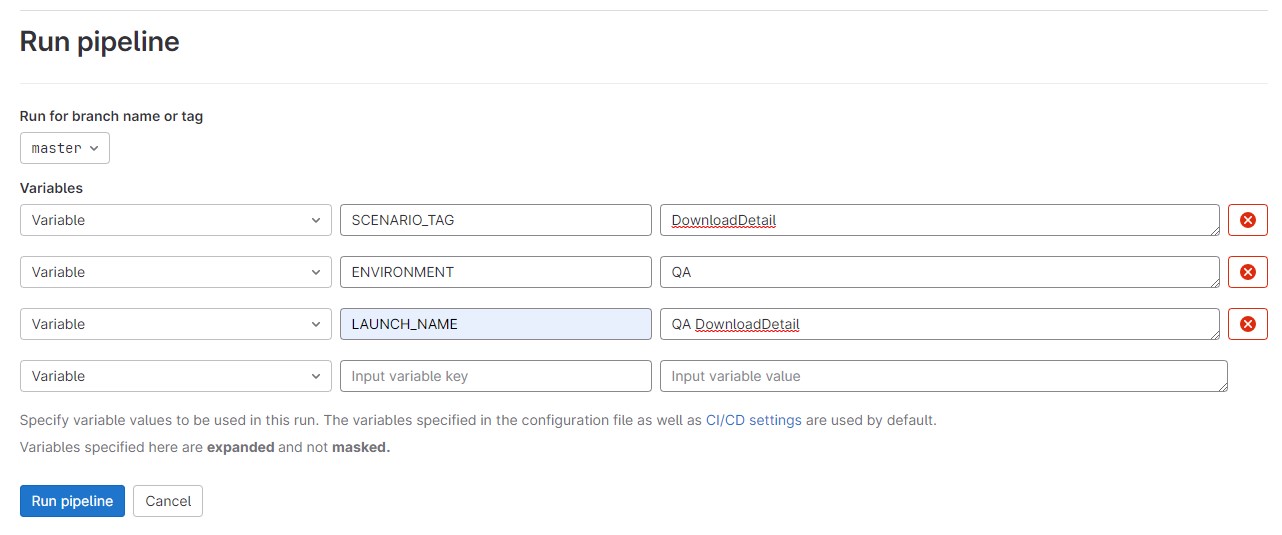 Run pipeline
Run for branch name or tag
master
Variables
Variable SCENARIO_TAG DownloadDetail
Variable ENVIRONMENT QA
Variable LAUNCH_NAME QA DownloadDetail
Variable Input variable key Input variable value
Specify variable values to be used in this run. The variables specified in the configuration file as well as CI/CD settings are used by default.
Variables specified here are expanded and not masked.
Run pipeline Cancel